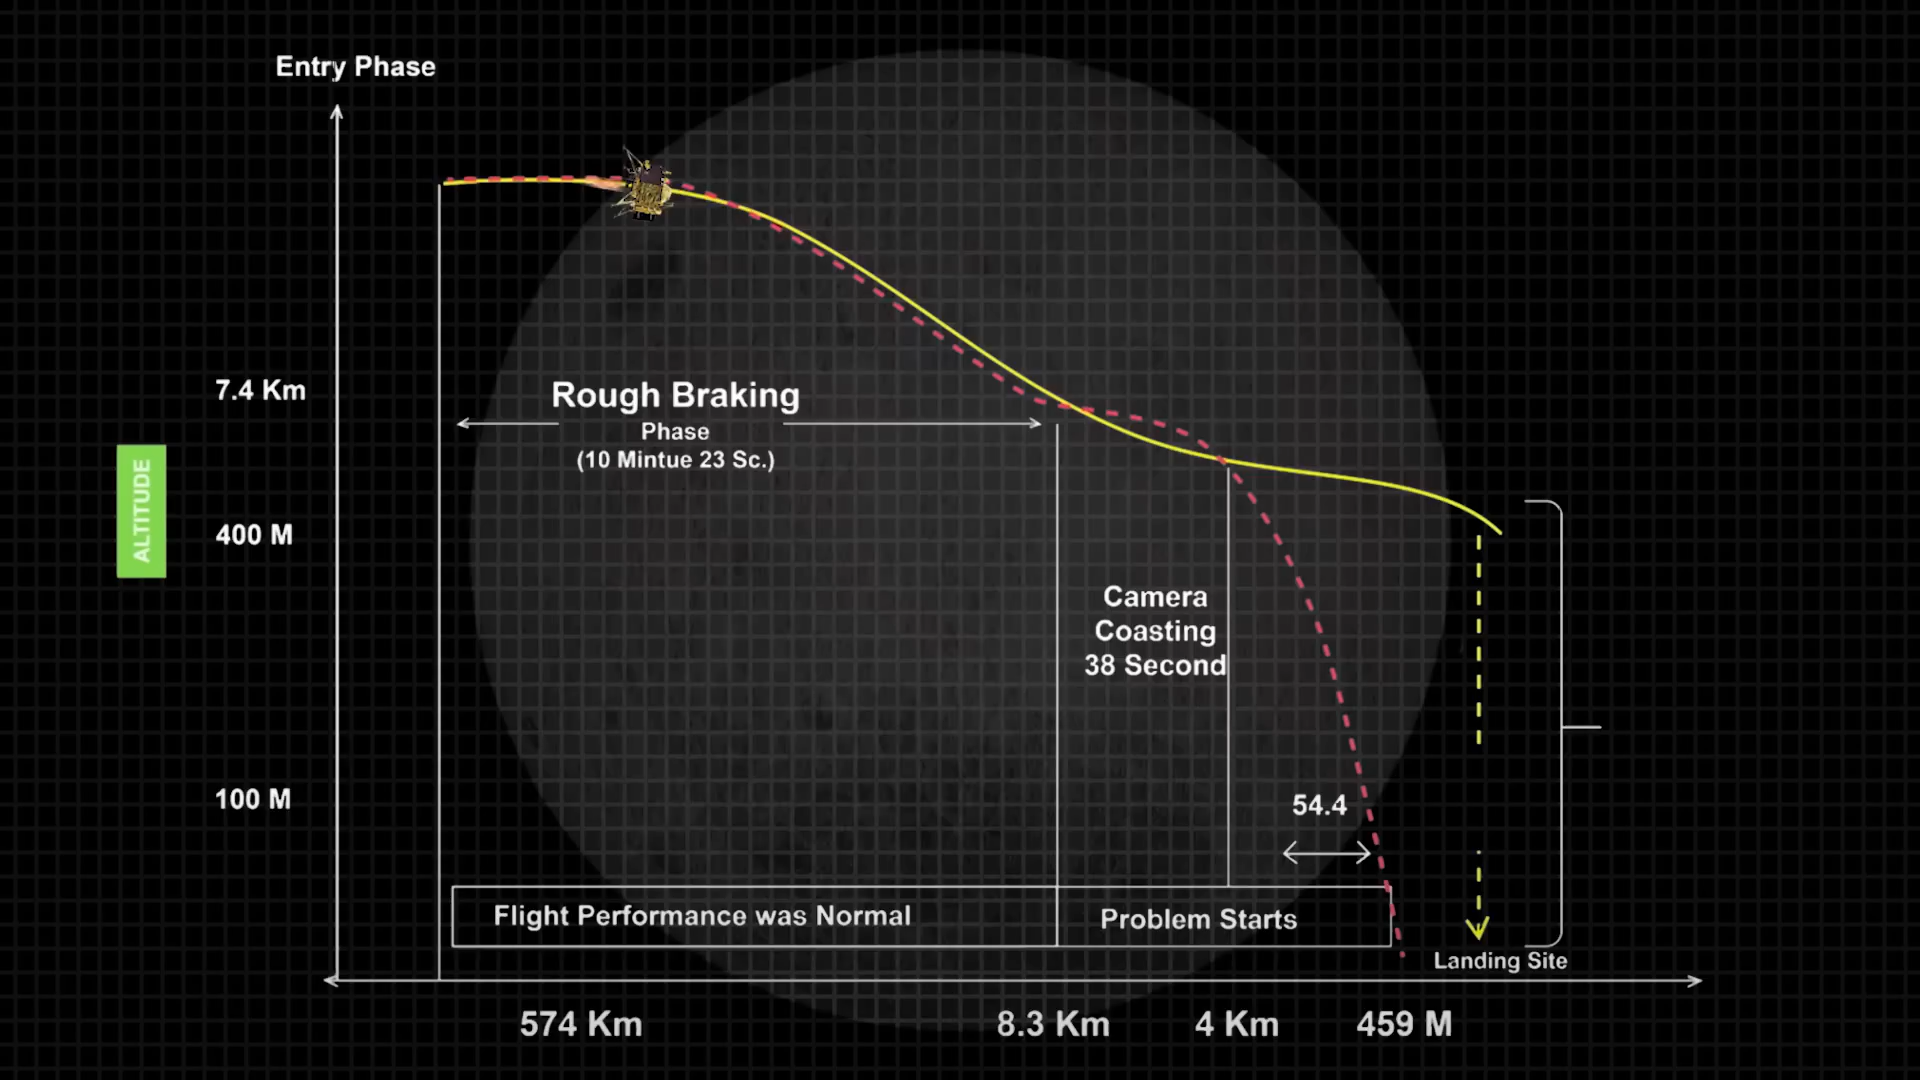 Entry Phase
7.4 Km
Rough Braking
Phase
(10 Mintue 23 Sc.)
ALTITUDE
400 M
Camera
Coasting
38 Second
100 M
54.4
Flight Performance was Normal
Problem Starts
Landing Site
574 Km
8.3 Km
4 Km
459 M